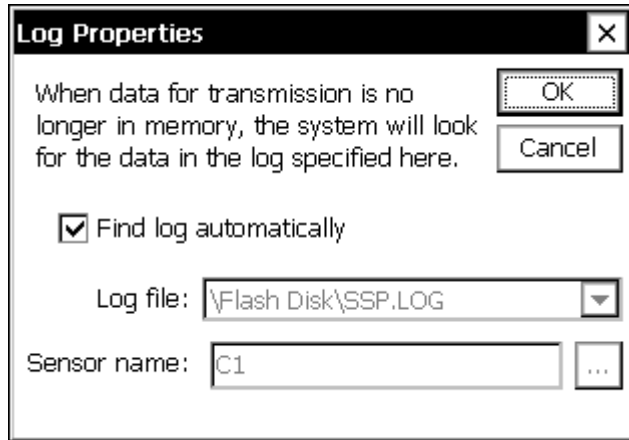 Log Properties
When data for transmission is no
longer in memory, the system will look
for the data in the log specified here.
OK
Cancel
Find log automatically
Log file: \Flash Disk\SSP.LOG
Sensor name: C1 ...